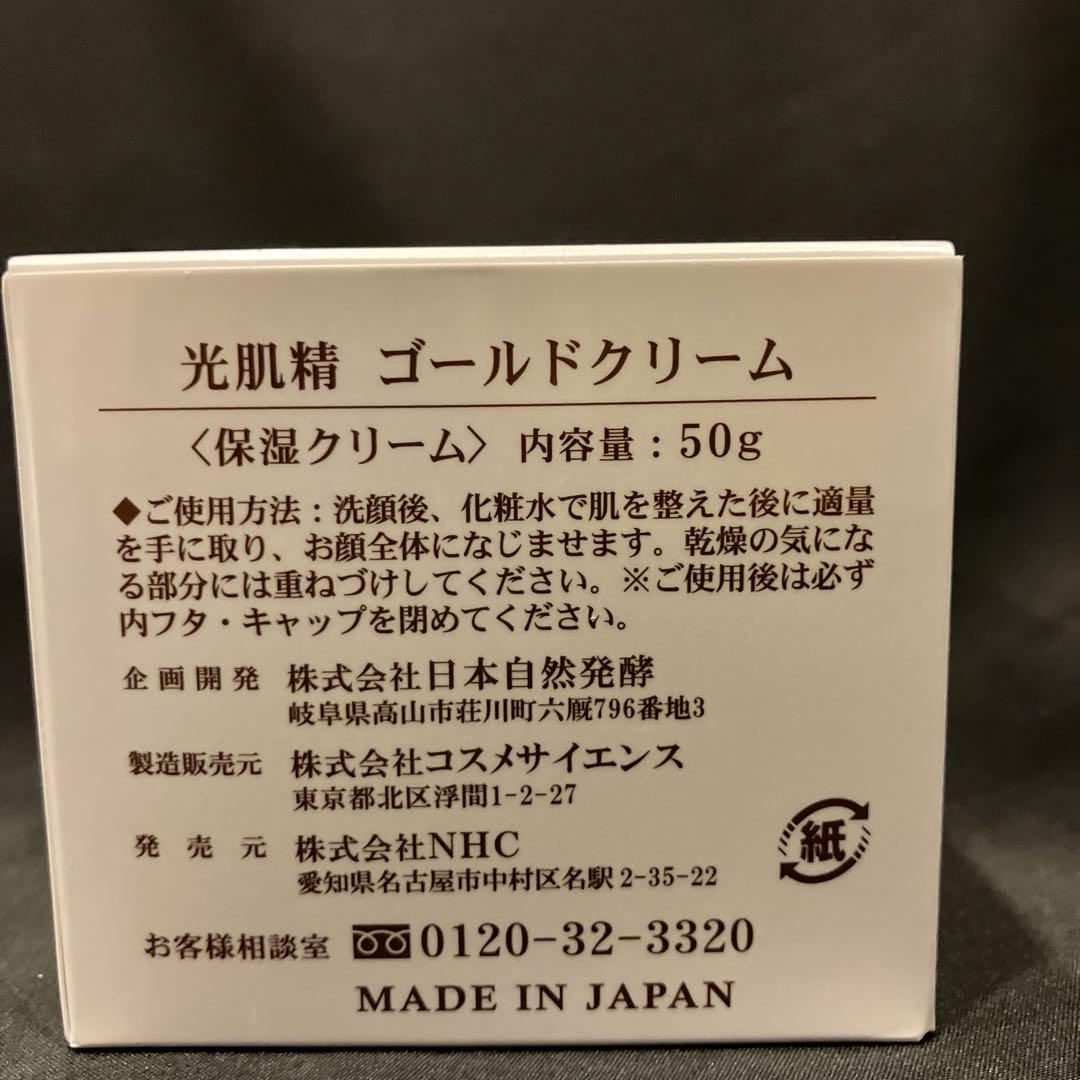 光肌精 ゴールドクリーム
〈保湿クリーム〉 内容量：50g
◆ご使用方法：洗顔後、化粧水で肌を整えた後に適量
を手に取り、お顔全体になじませます。乾燥の気にな
る部分には重ねづけしてください。※ご使用後は必ず
内フタ・キャップを閉めてください。
企画開発 株式会社日本自然発酵
岐阜県高山市荘川町六厩796番地3
製造販売元 株式会社コスメサイエンス
東京都北区浮間1-2-27
発売元 株式会社NHC
愛知県名古屋市中村区名駅2-35-22
紙
お客様相談室 0120-32-3320
MADE IN JAPAN